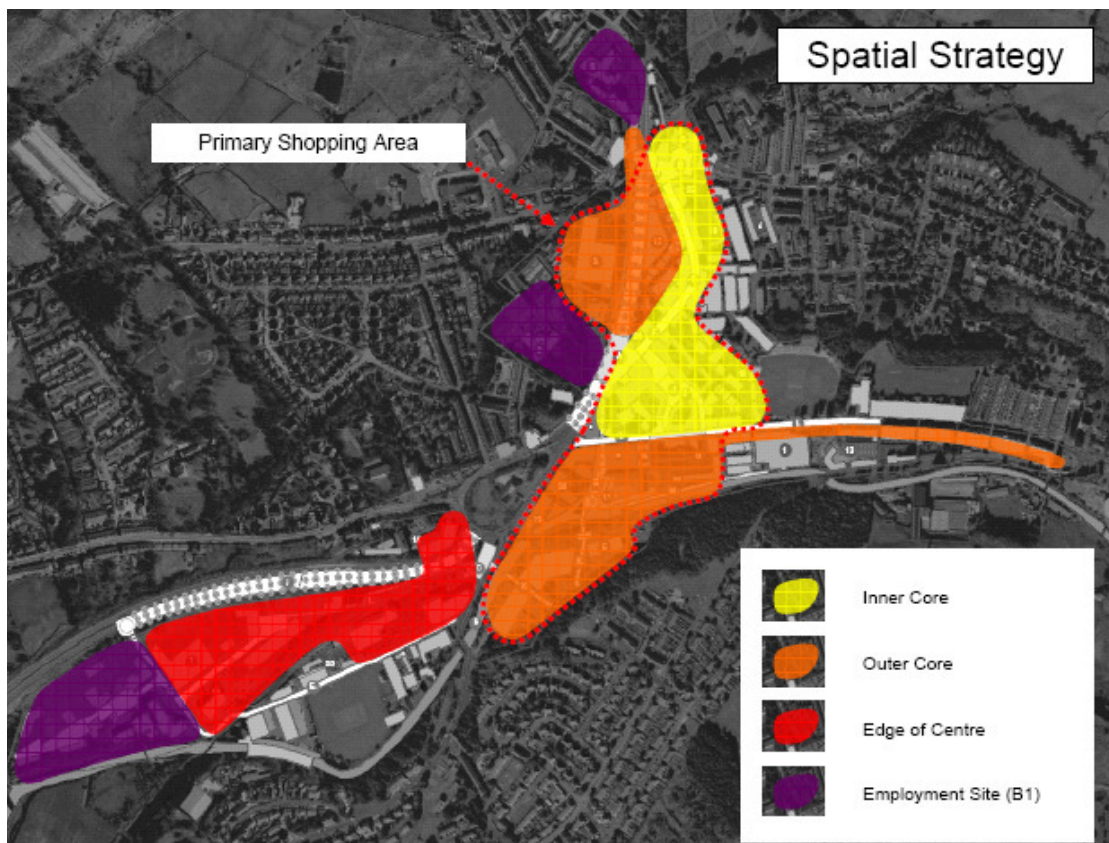 Spatial Strategy
Primary Shopping Area
Inner Core
Outer Core
Edge of Centre
Employment Site (B1)